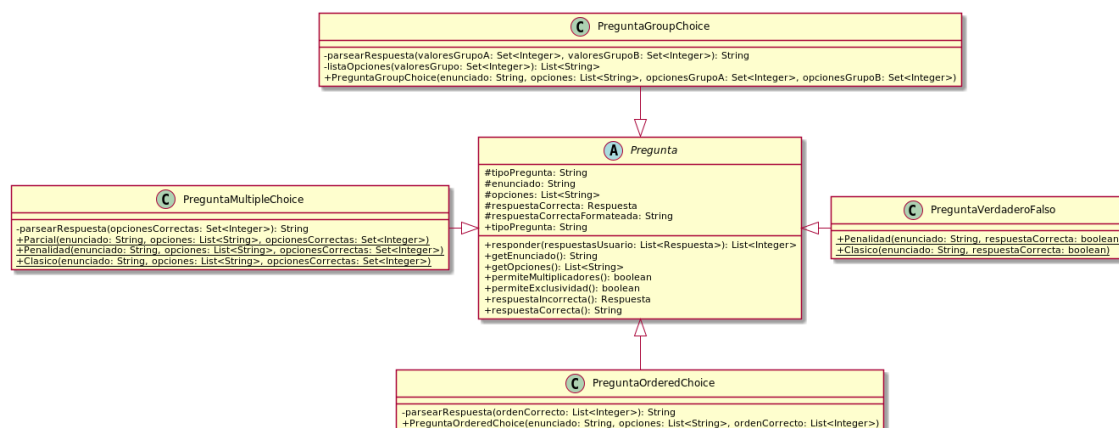 C PreguntaGroupChoice
-parsearRespuesta(valoresGrupoA: Set<Integer>, valoresGrupoB: Set<Integer>): String
-listaOpciones(valoresGrupo: Set<Integer>): List<String>
+PreguntaGroupChoice(enunciado: String, opciones: List<String>, opcionesGrupoA: Set<Integer>, opcionesGrupoB: Set<Integer>)
A Pregunta
#tipoPregunta: String
#enunciado: String
#opciones: List<String>
#respuestaCorrecta: Respuesta
#respuestaCorrectaFormateada: String
+tipoPregunta: String
+responder(respuestasUsuario: List<Respuesta>): List<Integer>
+getEnunciado(): String
+getOpciones(): List<String>
+permiteMultiplicadores(): boolean
+permiteExclusividad(): boolean
+respuestaIncorrecta(): Respuesta
+respuestaCorrecta(): String
C PreguntaMultipleChoice
-parsearRespuesta(opcionesCorrectas: Set<Integer>): String
+Parcial(enunciado: String, opciones: List<String>, opcionesCorrectas: Set<Integer>)
+Penalidad(enunciado: String, opciones: List<String>, opcionesCorrectas: Set<Integer>)
+Clasico(enunciado: String, opciones: List<String>, opcionesCorrectas: Set<Integer>)
C PreguntaVerdaderoFalso
+Penalidad(enunciado: String, respuestaCorrecta: boolean)
+Clasico(enunciado: String, respuestaCorrecta: boolean)
C PreguntaOrderedChoice
-parsearRespuesta(ordenCorrecto: List<Integer>): String
+PreguntaOrderedChoice(enunciado: String, opciones: List<String>, ordenCorrecto: List<Integer>)